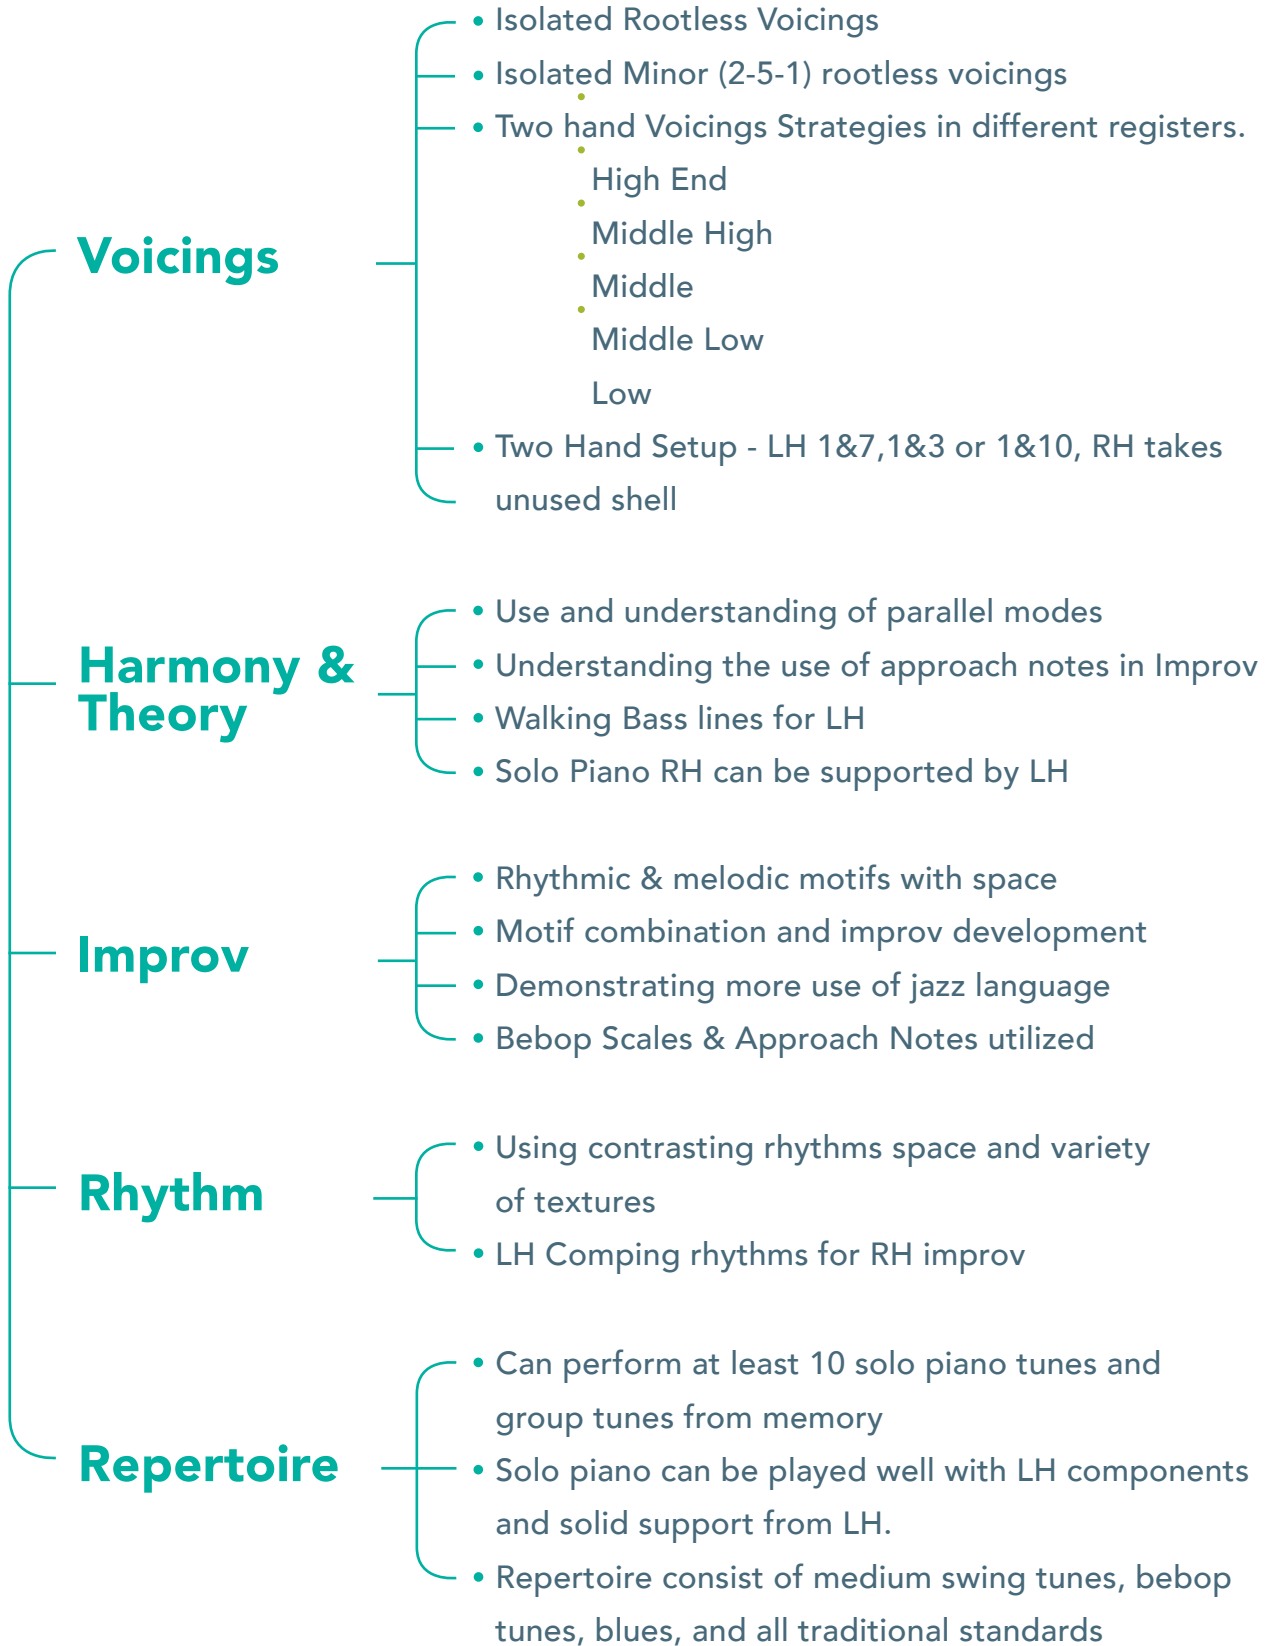 Voicings
• Isolated Rootless Voicings
• Isolated Minor (2-5-1) rootless voicings
• Two hand Voicings Strategies in different registers.
• High End
• Middle High
• Middle
• Middle Low
• Low
• Two Hand Setup - LH 1&7,1&3 or 1&10, RH takes
unused shell
Harmony &
Theory
• Use and understanding of parallel modes
• Understanding the use of approach notes in Improv
• Walking Bass lines for LH
• Solo Piano RH can be supported by LH
Improv
• Rhythmic & melodic motifs with space
• Motif combination and improv development
• Demonstrating more use of jazz language
• Bebop Scales & Approach Notes utilized
Rhythm
• Using contrasting rhythms space and variety
of textures
• LH Comping rhythms for RH improv
Repertoire
• Can perform at least 10 solo piano tunes and
group tunes from memory
• Solo piano can be played well with LH components
and solid support from LH.
• Repertoire consist of medium swing tunes, bebop
tunes, blues, and all traditional standards